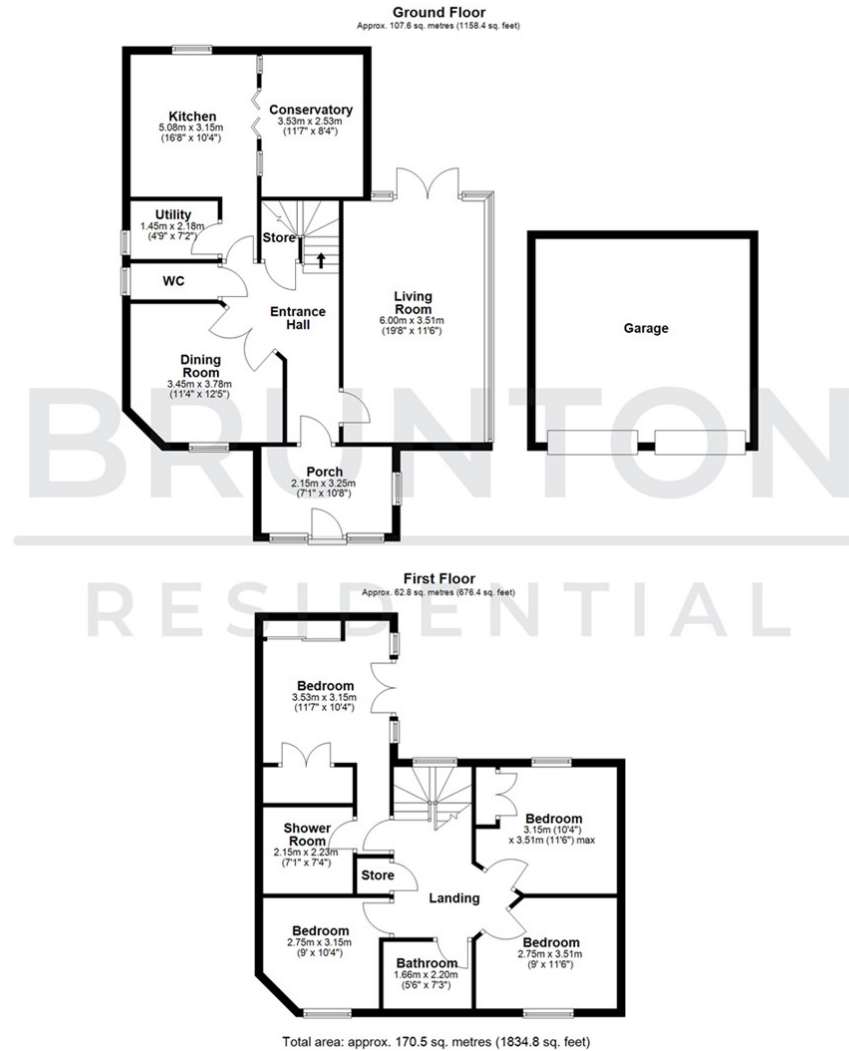 Ground Floor
Approx. 107.6 sq. metres (1158.4 sq. feet)
Kitchen
5.08m x 3.15m
(16'8" x 10'4")
Conservatory
3.53m x 2.53m
(11'7" x 8'4")
Utility
1.45m x 2.18m
(4'9" x 7'2")
Store
WC
Entrance
Hall
Living
Room
6.00m x 3.51m
(19'8" x 11'6")
Garage
Dining
Room
3.45m x 3.78m
(11'4" x 12'5")
BRUNTON
Porch
2.15m x 3.25m
(7'1" x 10'8")
First Floor
Approx. 62.8 sq. metres (676.4 sq. feet)
RESIDENTIAL
Bedroom
3.53m x 3.15m
(11'7" x 10'4")
Bedroom
3.15m (10'4")
x 3.51m (11'6") max
Shower
Room
2.15m x 2.23m
(7'1" x 7'4")
Store
Landing
Bedroom
2.75m x 3.15m
(9' x 10'4")
Bathroom
1.66m x 2.20m
(5'6" x 7'3")
Bedroom
2.75m x 3.51m
(9' x 11'6")
Total area: approx. 170.5 sq. metres (1834.8 sq. feet)